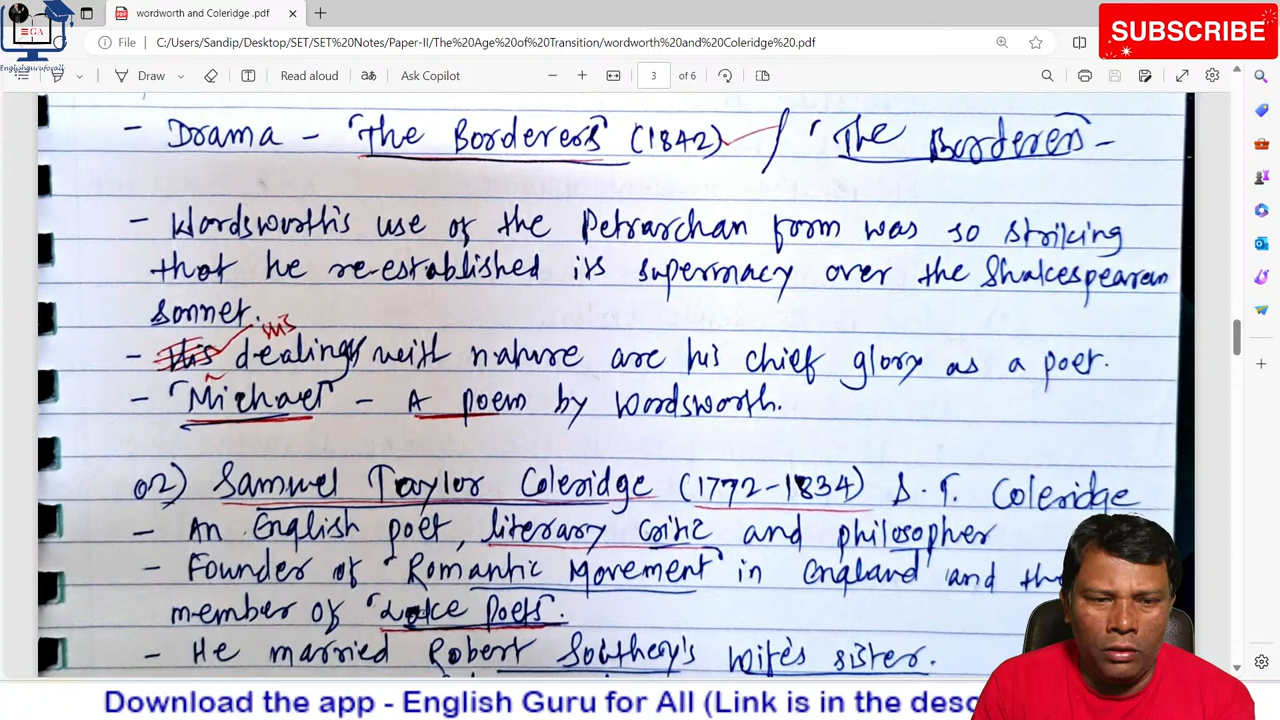 wordworth and Coleridge .pdf
SUBSCRIBE
EGA
Englishguruforall
File
C:/Users/Sandip/Desktop/SET/SET%20Notes/Paper-II/The%20Age%20of%20Transition/wordworth%20and%20Coleridge%20.pdf
Draw
Read aloud
Ask Copilot
3 of 6
- Drama - "The Borderers" (1842) / 'The Borderers -
- Wordsworth's use of the Petrarchan form was so striking
that he re-established its supermacy over the Shakespearean
sonnet.
his
- This dealings with nature are his chief glory as a poet.
- "Michael" - A poem by Wordsworth.
02) Samuel Taylor Coleridge (1772-1834) S. T. Coleridge
- An English poet, literary critic and philosopher
- Founder of "Romantic Movement" in England and the
member of "Lake Poets".
- He married Robert Southey's wife's sister.
Download the app - English Guru for All (Link is in the desc